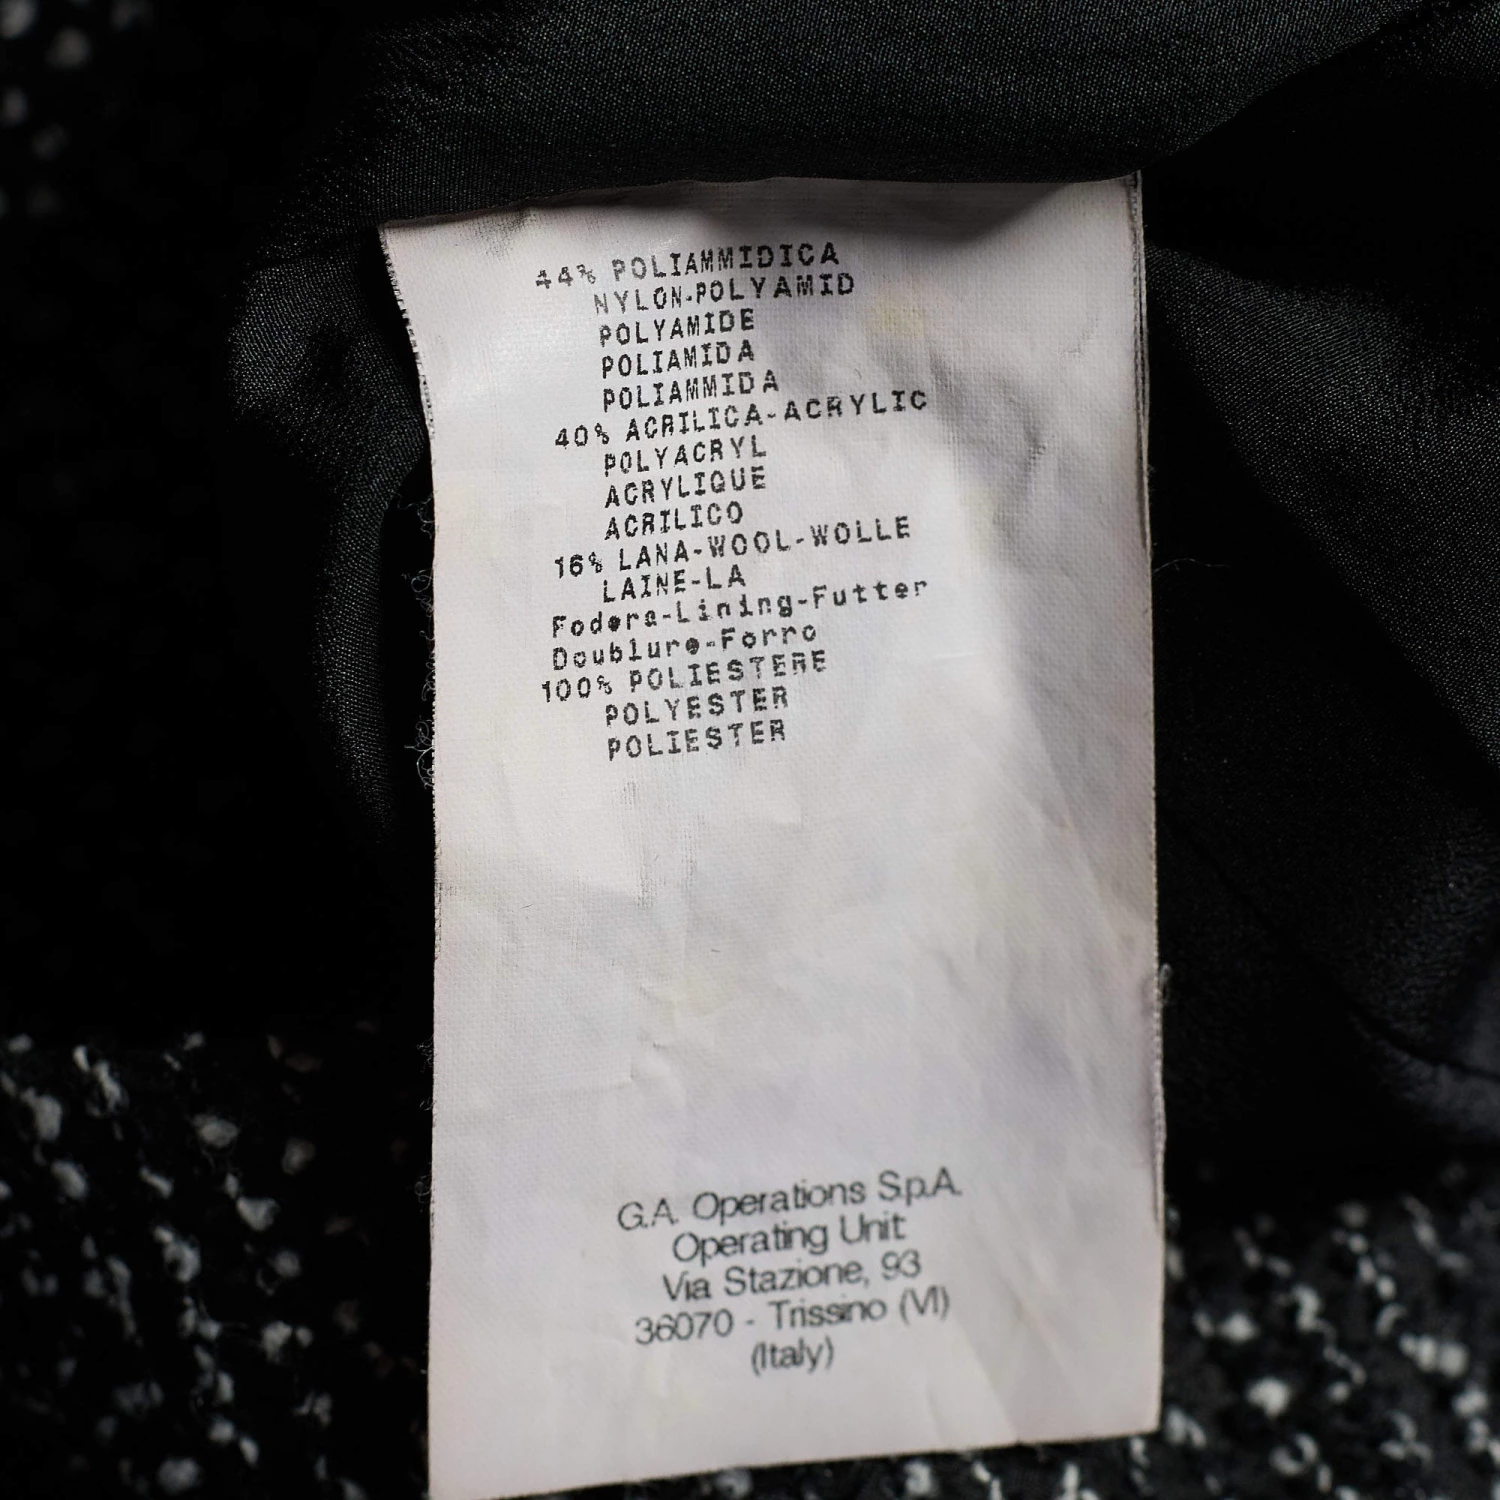 44% POLIAMMIDICA
NYLON-POLYAMID
POLYAMIDE
POLIAMIDA
POLIAMMIDA
40% ACRILICA-ACRYLIC
POLYACRYL
ACRYLIQUE
ACRILICO
16% LANA-WOOL-WOLLE
LAINE-LA
Fodera-Lining-Futter
Doublure-Forro
100% POLIESTERE
POLYESTER
POLIESTER
G.A. Operations S.p.A.
Operating Unit:
Via Stazione, 93
36070 - Trissino (VI)
(Italy)